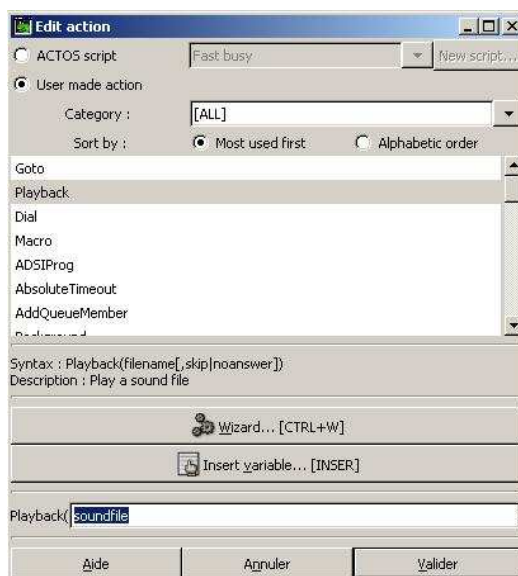 Edit action
ACTOS script
Fast busy
New script...
User made action
Category :
[ALL]
Sort by :
Most used first
Alphabetic order
Goto
Playback
Dial
Macro
ADSIProg
AbsoluteTimeout
AddQueueMember
Background
Syntax : Playback(filename[,skip|noanswer])
Description : Play a sound file
Wizard... [CTRL+W]
Insert variable... [INSER]
Playback( soundfile
Aide
Annuler
Valider